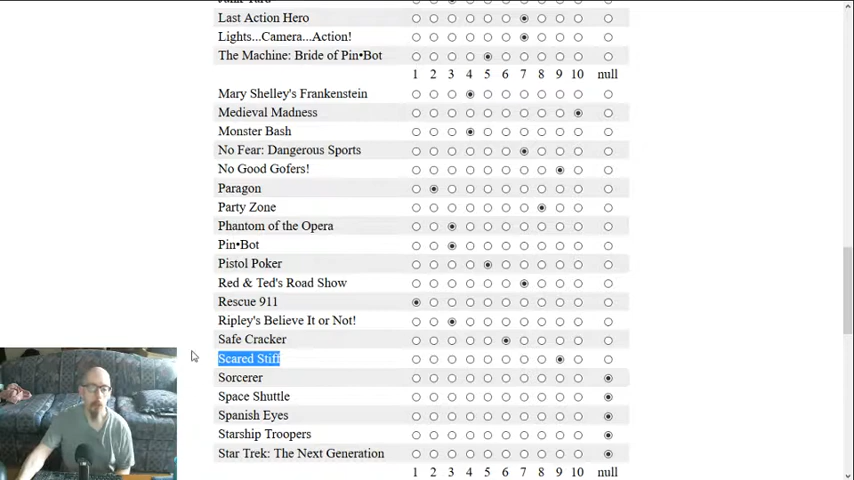 Last Action Hero
Lights...Camera...Action!
The Machine: Bride of Pin•Bot
1 2 3 4 5 6 7 8 9 10 null
Mary Shelley's Frankenstein
Medieval Madness
Monster Bash
No Fear: Dangerous Sports
No Good Gofers!
Paragon
Party Zone
Phantom of the Opera
Pin•Bot
Pistol Poker
Red & Ted's Road Show
Rescue 911
Ripley's Believe It or Not!
Safe Cracker
Scared Stiff
Sorcerer
Space Shuttle
Spanish Eyes
Starship Troopers
Star Trek: The Next Generation
1 2 3 4 5 6 7 8 9 10 null